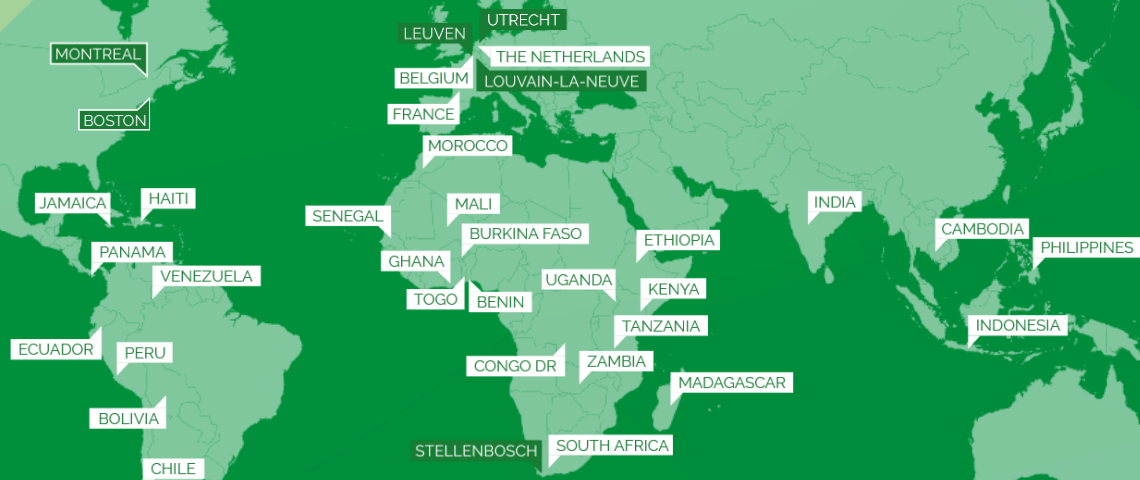 UTRECHT
LEUVEN
MONTREAL
THE NETHERLANDS
BELGIUM
LOUVAIN-LA-NEUVE
FRANCE
BOSTON
MOROCCO
JAMAICA
HAITI
SENEGAL
MALI
INDIA
BURKINA FASO
ETHIOPIA
CAMBODIA
PHILIPPINES
PANAMA
GHANA
VENEZUELA
UGANDA
KENYA
TOGO
BENIN
TANZANIA
INDONESIA
ECUADOR
PERU
CONGO DR
ZAMBIA
MADAGASCAR
BOLIVIA
STELLENBOSCH
SOUTH AFRICA
CHILE